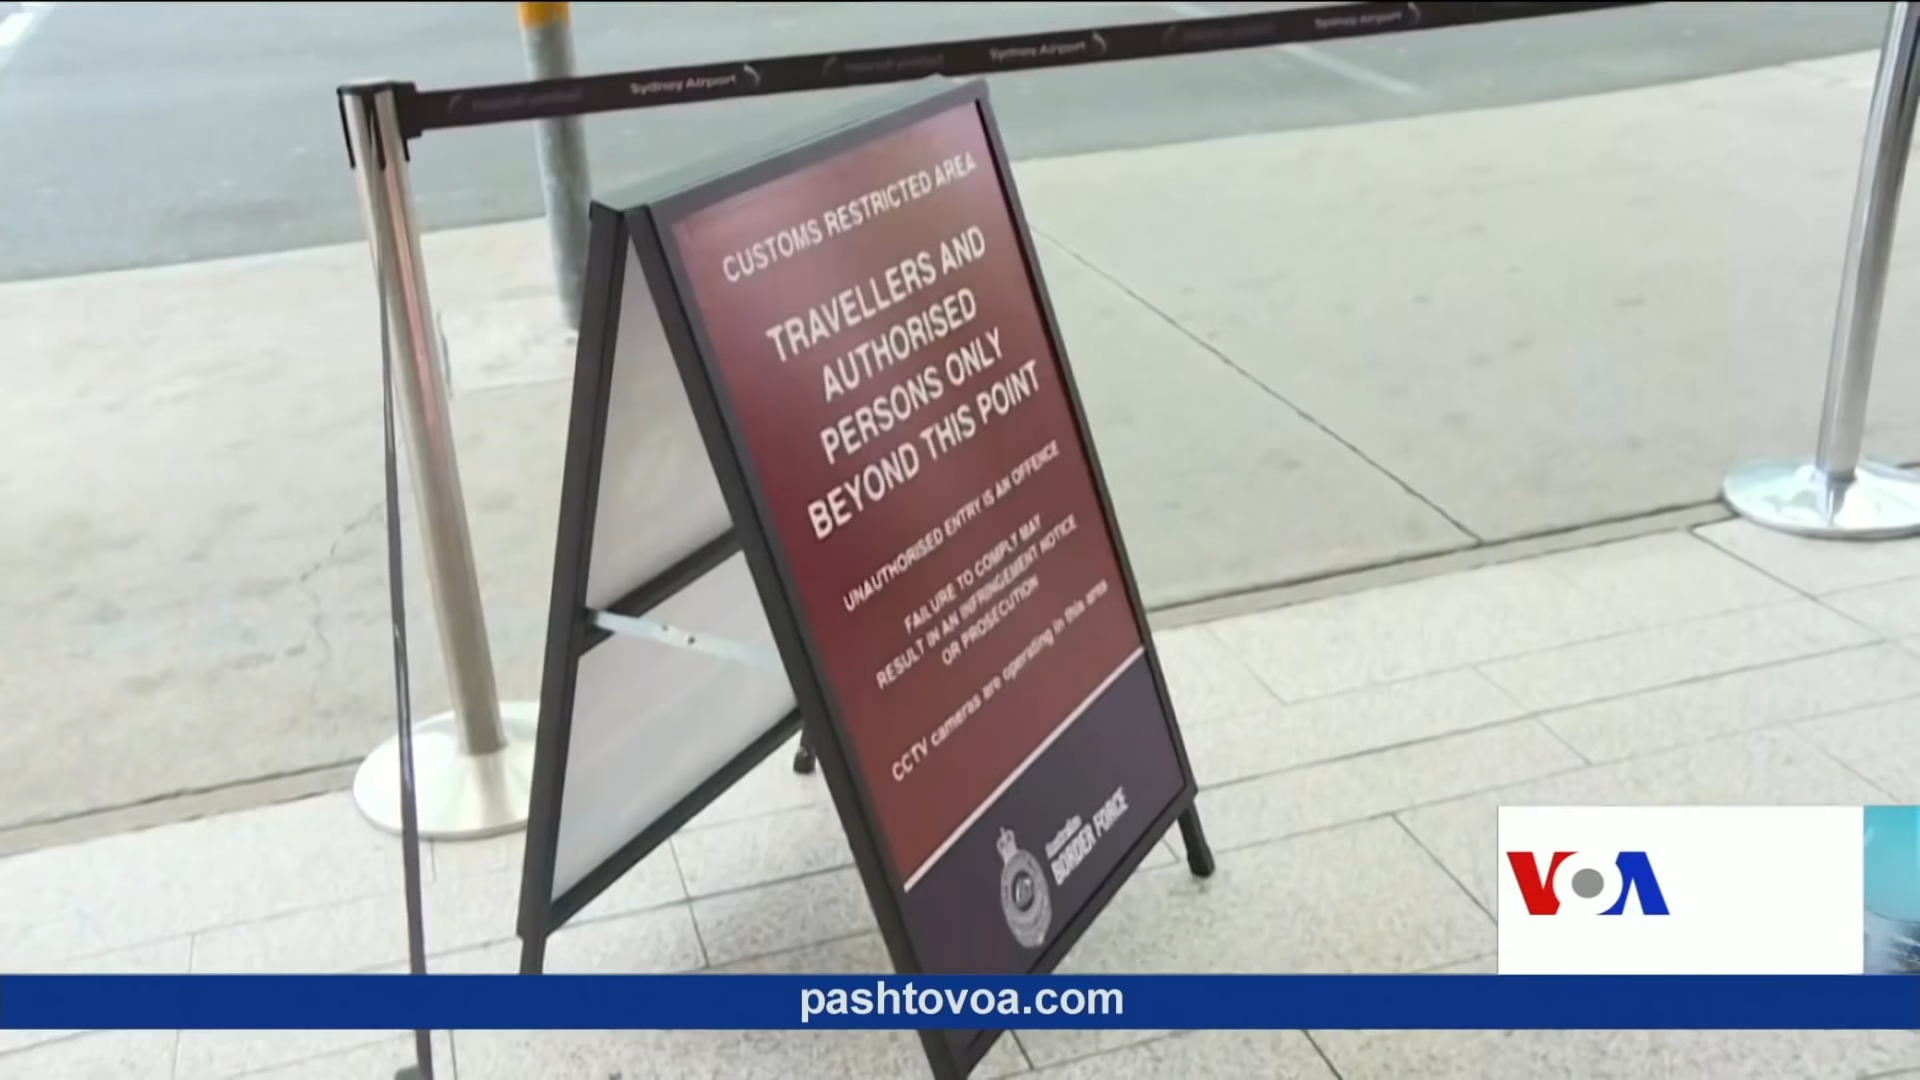 Sydney Airport Sydney Airport Sydney Airport
CUSTOMS RESTRICTED AREA
TRAVELLERS AND
AUTHORISED
PERSONS ONLY
BEYOND THIS POINT
UNAUTHORISED ENTRY IS AN OFFENCE
FAILURE TO COMPLY MAY
RESULT IN AN INFRINGEMENT NOTICE
OR PROSECUTION
CCTV cameras are operating in this area
Australian
BORDER FORCE
VOA
pashtovoa.com